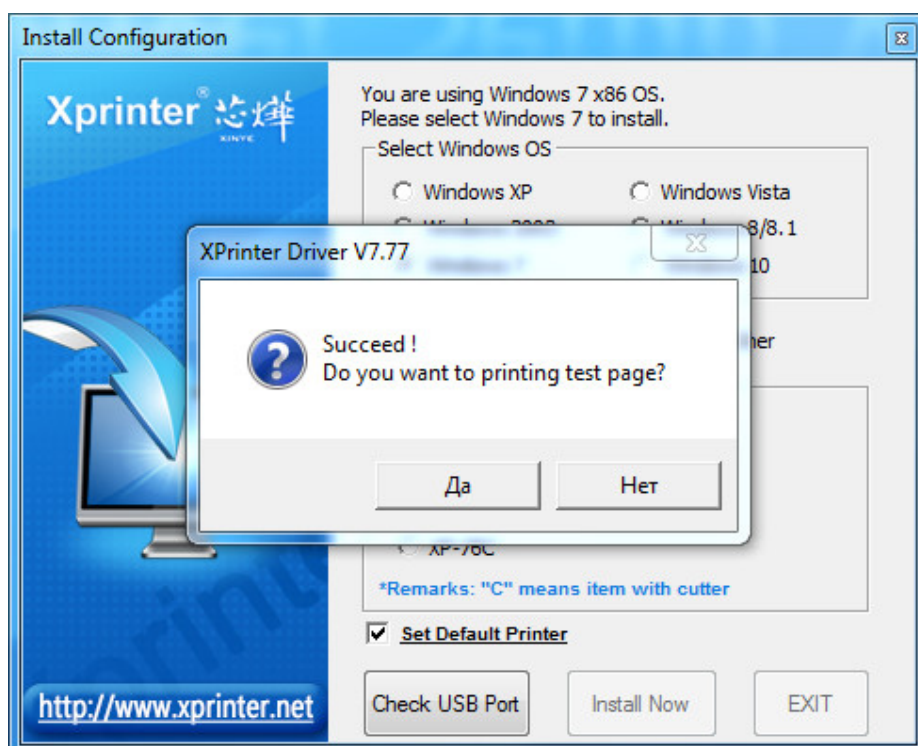 Install Configuration
Xprinter® 芯烨
XINYE
You are using Windows 7 x86 OS.
Please select Windows 7 to install.
Select Windows OS
Windows XP
Windows Vista
8/8.1
10
XPrinter Driver V7.77
Succeed !
Do you want to printing test page?
Да
Нет
XP-76C
*Remarks: "C" means item with cutter
Set Default Printer
http://www.xprinter.net
Check USB Port
Install Now
EXIT